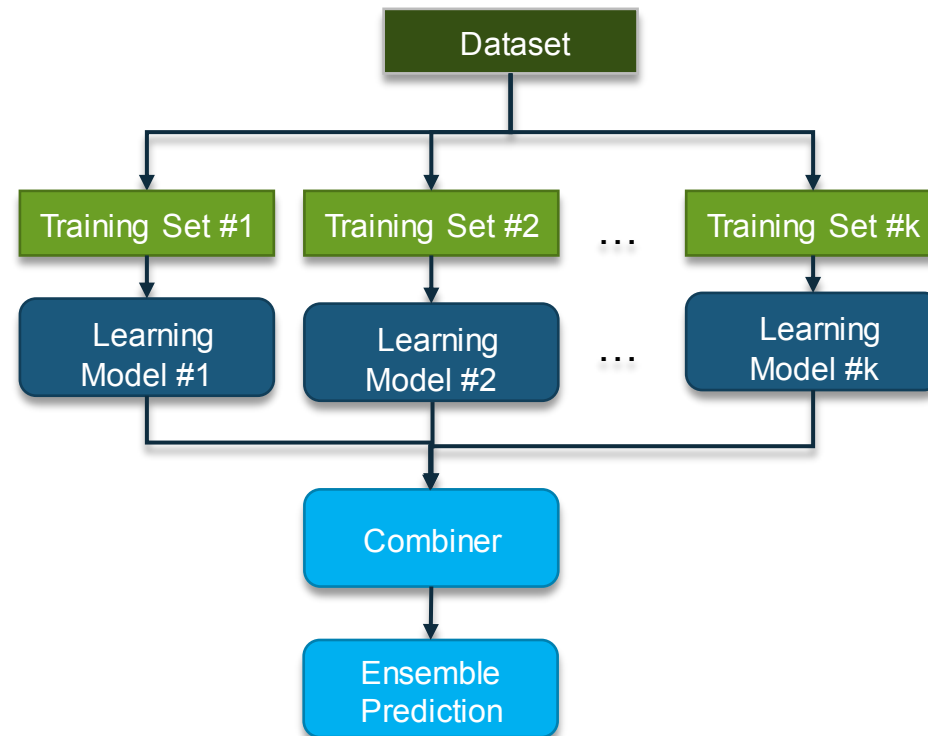 Dataset
Training Set #1
Training Set #2
...
Training Set #k
Learning
Model #1
Learning
Model #2
...
Learning
Model #k
Combiner
Ensemble
Prediction